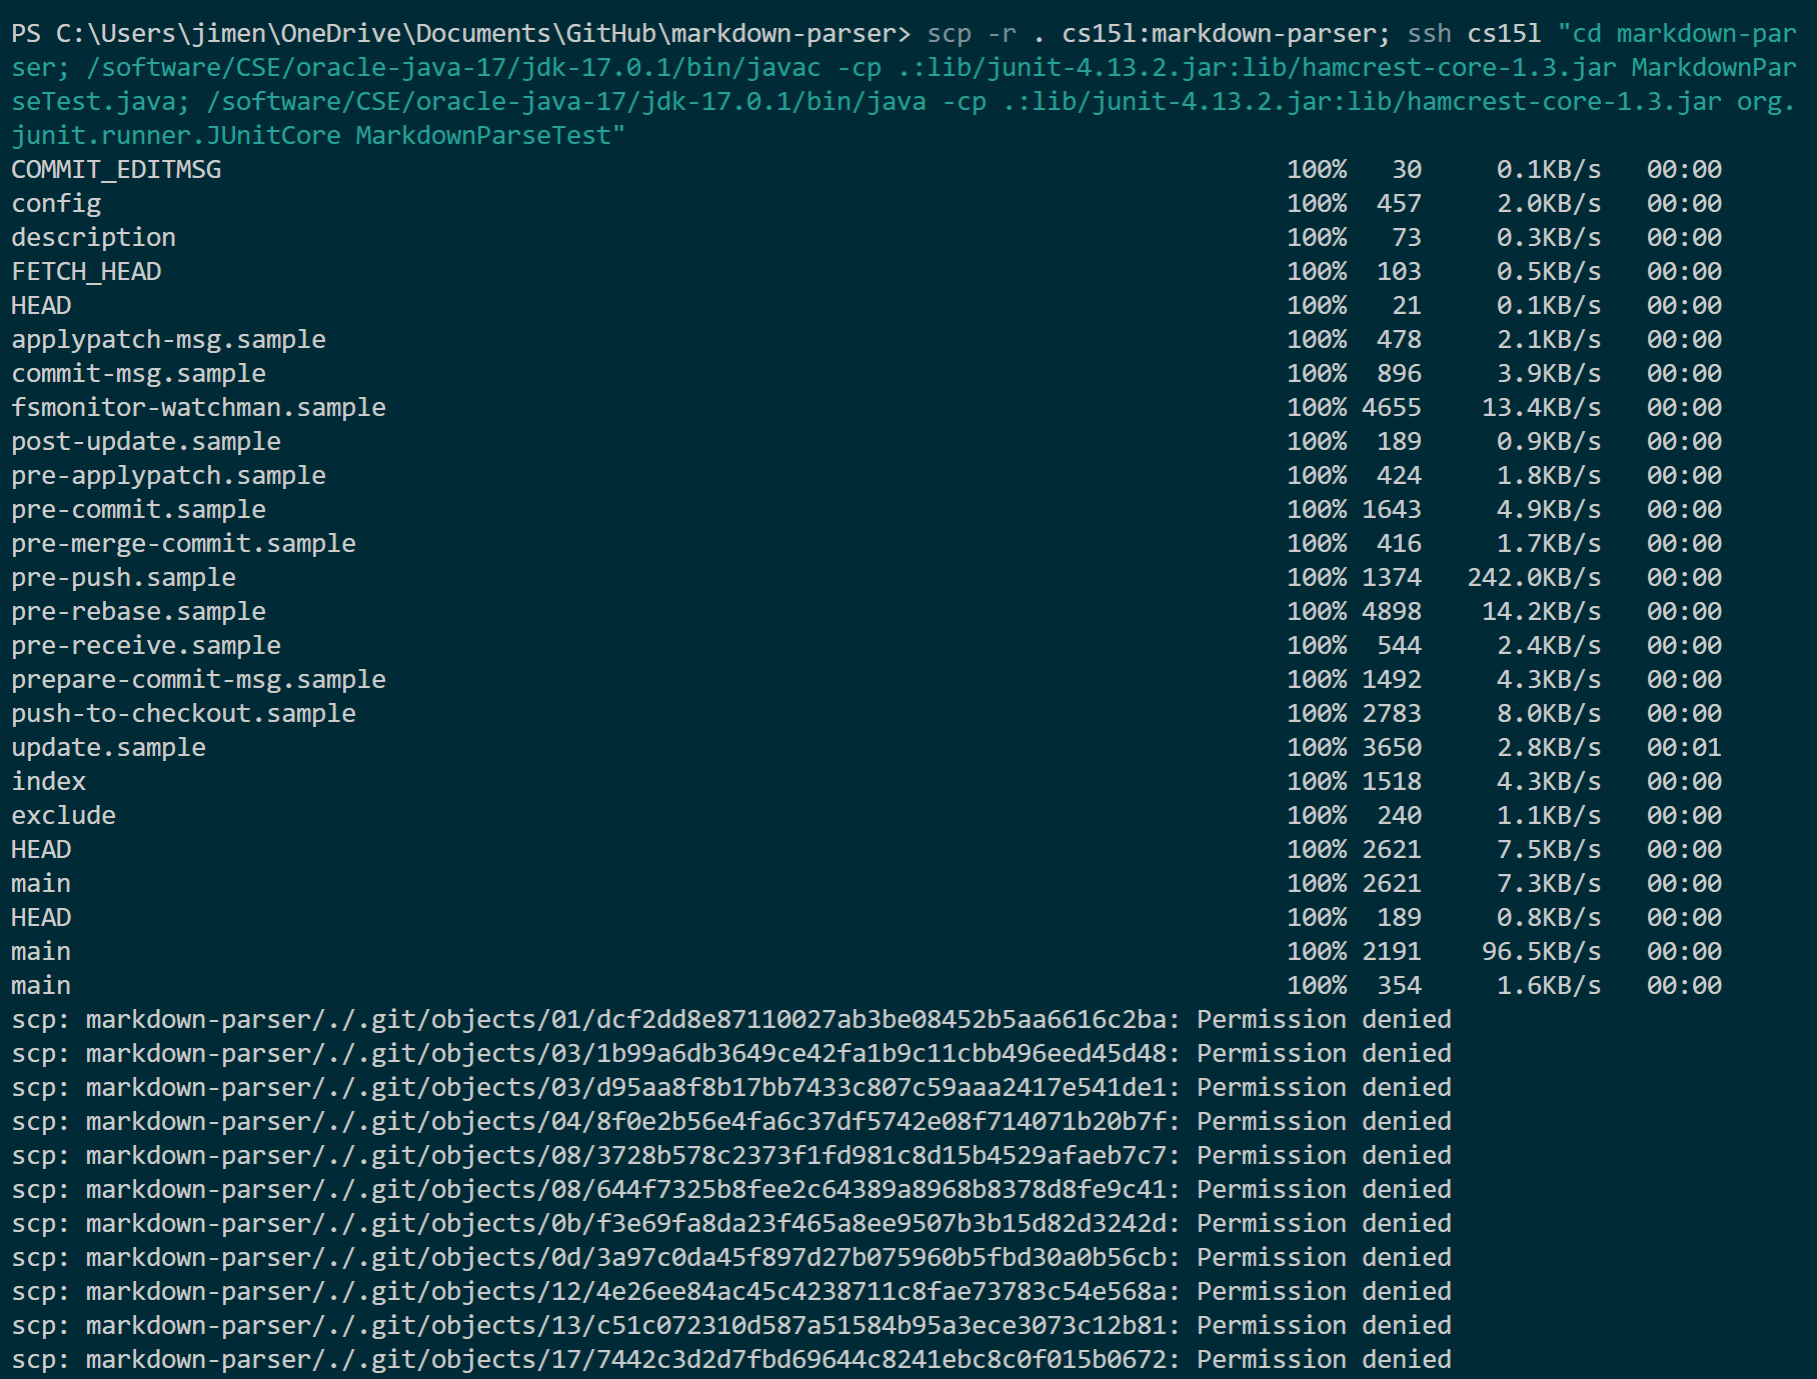 PS C:\Users\jimen\OneDrive\Documents\GitHub\markdown-parser> scp -r . cs15l:markdown-parser; ssh cs15l "cd markdown-par
ser; /software/CSE/oracle-java-17/jdk-17.0.1/bin/javac -cp .:lib/junit-4.13.2.jar:lib/hamcrest-core-1.3.jar MarkdownPar
seTest.java; /software/CSE/oracle-java-17/jdk-17.0.1/bin/java -cp .:lib/junit-4.13.2.jar:lib/hamcrest-core-1.3.jar org.
junit.runner.JUnitCore MarkdownParseTest"
COMMIT_EDITMSG 100% 30 0.1KB/s 00:00
config 100% 457 2.0KB/s 00:00
description 100% 73 0.3KB/s 00:00
FETCH_HEAD 100% 103 0.5KB/s 00:00
HEAD 100% 21 0.1KB/s 00:00
applypatch-msg.sample 100% 478 2.1KB/s 00:00
commit-msg.sample 100% 896 3.9KB/s 00:00
fsmonitor-watchman.sample 100% 4655 13.4KB/s 00:00
post-update.sample 100% 189 0.9KB/s 00:00
pre-applypatch.sample 100% 424 1.8KB/s 00:00
pre-commit.sample 100% 1643 4.9KB/s 00:00
pre-merge-commit.sample 100% 416 1.7KB/s 00:00
pre-push.sample 100% 1374 242.0KB/s 00:00
pre-rebase.sample 100% 4898 14.2KB/s 00:00
pre-receive.sample 100% 544 2.4KB/s 00:00
prepare-commit-msg.sample 100% 1492 4.3KB/s 00:00
push-to-checkout.sample 100% 2783 8.0KB/s 00:00
update.sample 100% 3650 2.8KB/s 00:01
index 100% 1518 4.3KB/s 00:00
exclude 100% 240 1.1KB/s 00:00
HEAD 100% 2621 7.5KB/s 00:00
main 100% 2621 7.3KB/s 00:00
HEAD 100% 189 0.8KB/s 00:00
main 100% 2191 96.5KB/s 00:00
main 100% 354 1.6KB/s 00:00
scp: markdown-parser/./.git/objects/01/dcf2dd8e87110027ab3be08452b5aa6616c2ba: Permission denied
scp: markdown-parser/./.git/objects/03/1b99a6db3649ce42fa1b9c11cbb496eed45d48: Permission denied
scp: markdown-parser/./.git/objects/03/d95aa8f8b17bb7433c807c59aaa2417e541de1: Permission denied
scp: markdown-parser/./.git/objects/04/8f0e2b56e4fa6c37df5742e08f714071b20b7f: Permission denied
scp: markdown-parser/./.git/objects/08/3728b578c2373f1fd981c8d15b4529afaeb7c7: Permission denied
scp: markdown-parser/./.git/objects/08/644f7325b8fee2c64389a8968b8378d8fe9c41: Permission denied
scp: markdown-parser/./.git/objects/0b/f3e69fa8da23f465a8ee9507b3b15d82d3242d: Permission denied
scp: markdown-parser/./.git/objects/0d/3a97c0da45f897d27b075960b5fbd30a0b56cb: Permission denied
scp: markdown-parser/./.git/objects/12/4e26ee84ac45c4238711c8fae73783c54e568a: Permission denied
scp: markdown-parser/./.git/objects/13/c51c072310d587a51584b95a3ece3073c12b81: Permission denied
scp: markdown-parser/./.git/objects/17/7442c3d2d7fbd69644c8241ebc8c0f015b0672: Permission denied